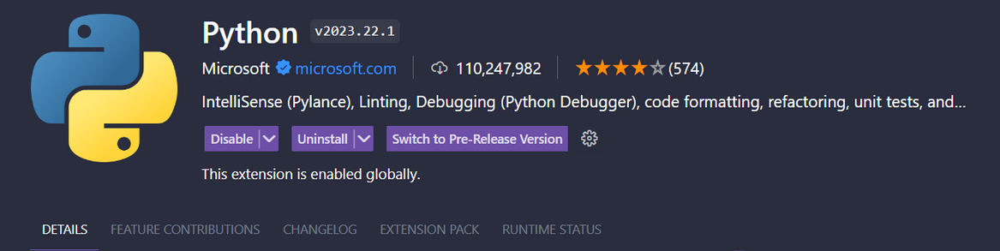 Python v2023.22.1
Microsoft microsoft.com 110,247,982 (574)
IntelliSense (Pylance), Linting, Debugging (Python Debugger), code formatting, refactoring, unit tests, and...
Disable Uninstall Switch to Pre-Release Version
This extension is enabled globally.
DETAILS FEATURE CONTRIBUTIONS CHANGELOG EXTENSION PACK RUNTIME STATUS